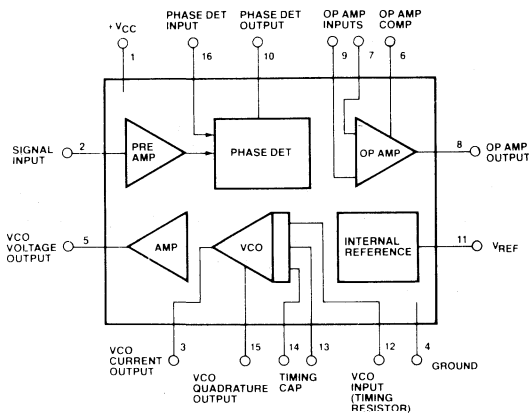 PHASE DET
INPUT
PHASE DET
OUTPUT
OP AMP
INPUTS
OP AMP
COMP
+ VCC
1
16
10
9
7
6
SIGNAL
INPUT
2
PRE
AMP
PHASE DET
OP AMP
8
OP AMP
OUTPUT
VCO
VOLTAGE
OUTPUT
5
AMP
VCO
INTERNAL
REFERENCE
11
VREF
3
15
14
13
12
4
VCO
CURRENT
OUTPUT
VCO
QUADRATURE
OUTPUT
TIMING
CAP
VCO
INPUT
(TIMING
RESISTOR)
GROUND